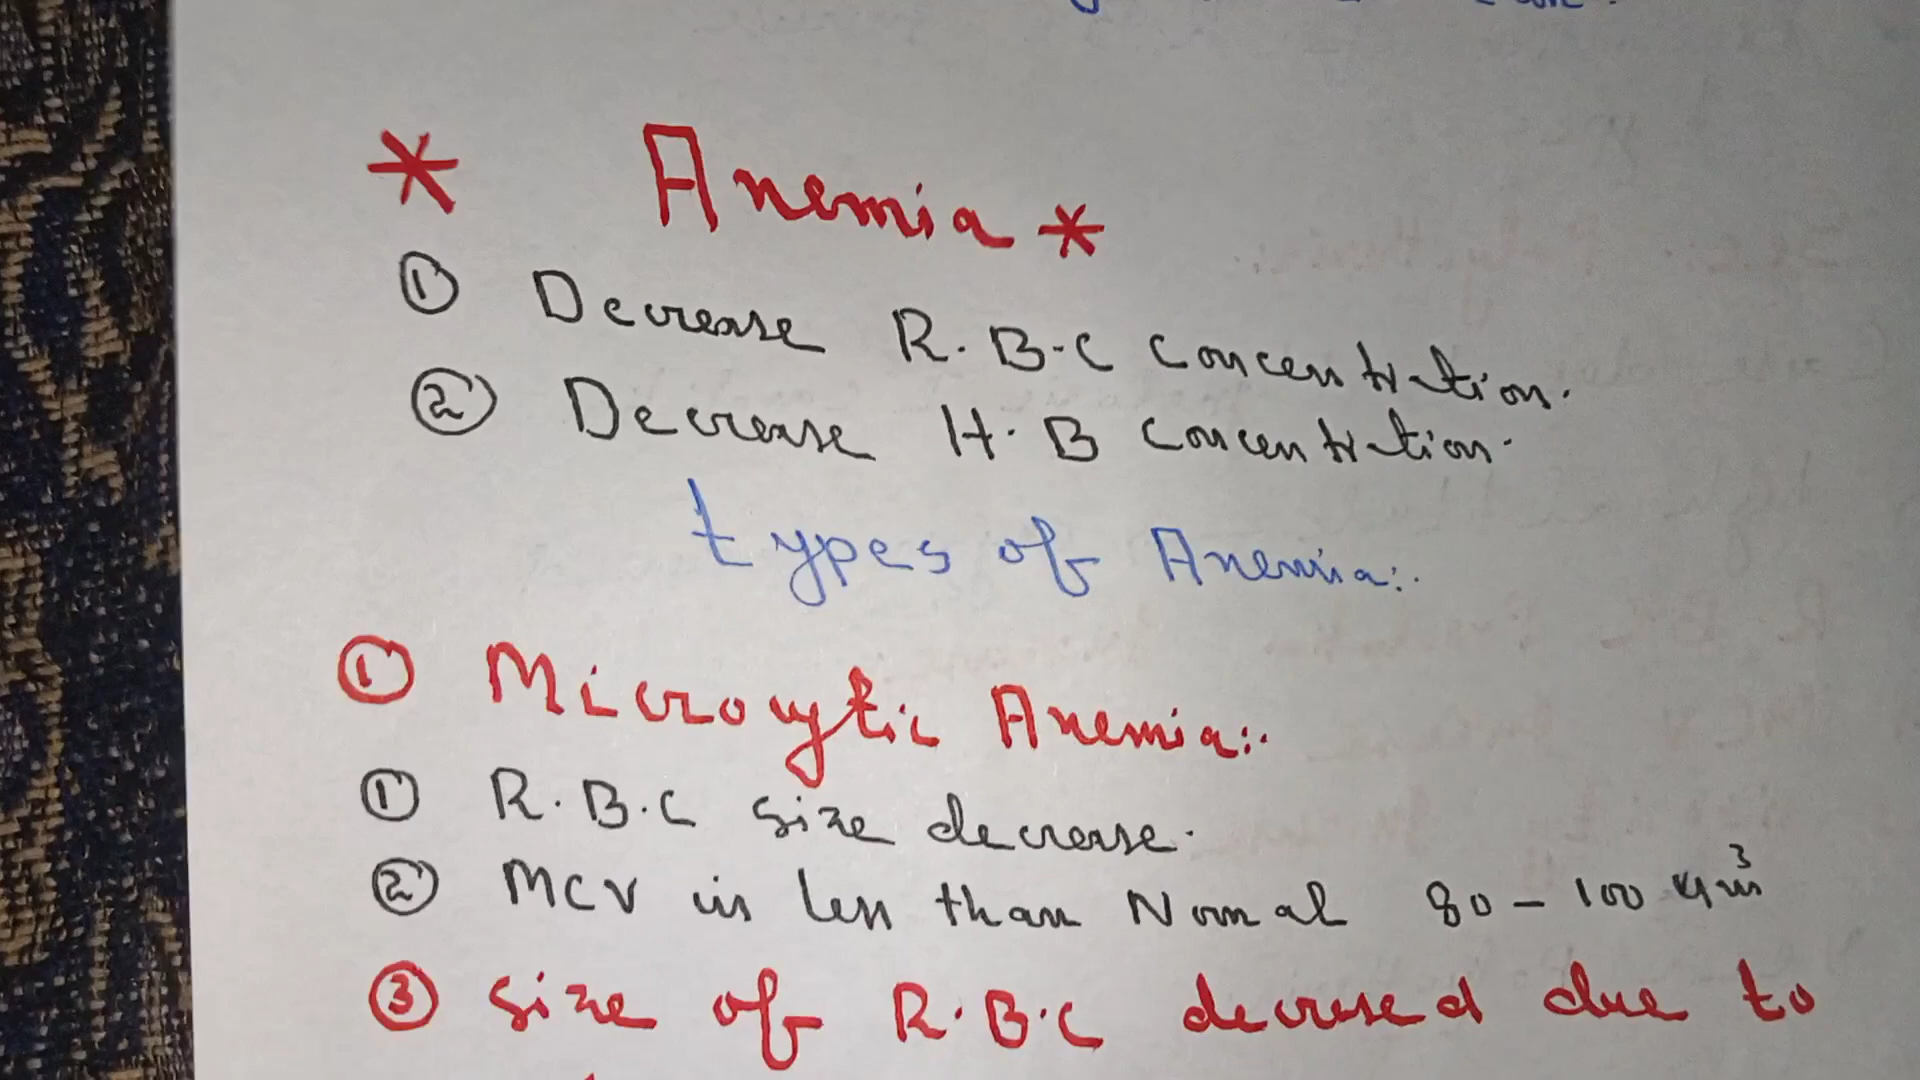 * Anemia *
① Decrease R.B.C Concentration.
② Decrease H.B Concentration.
types of Anemia:.
① Microcytic Anemia:.
① R.B.C Size decrease.
② MCV is less than Normal 80 - 100 μm³
③ Size of R.B.C decreased due to